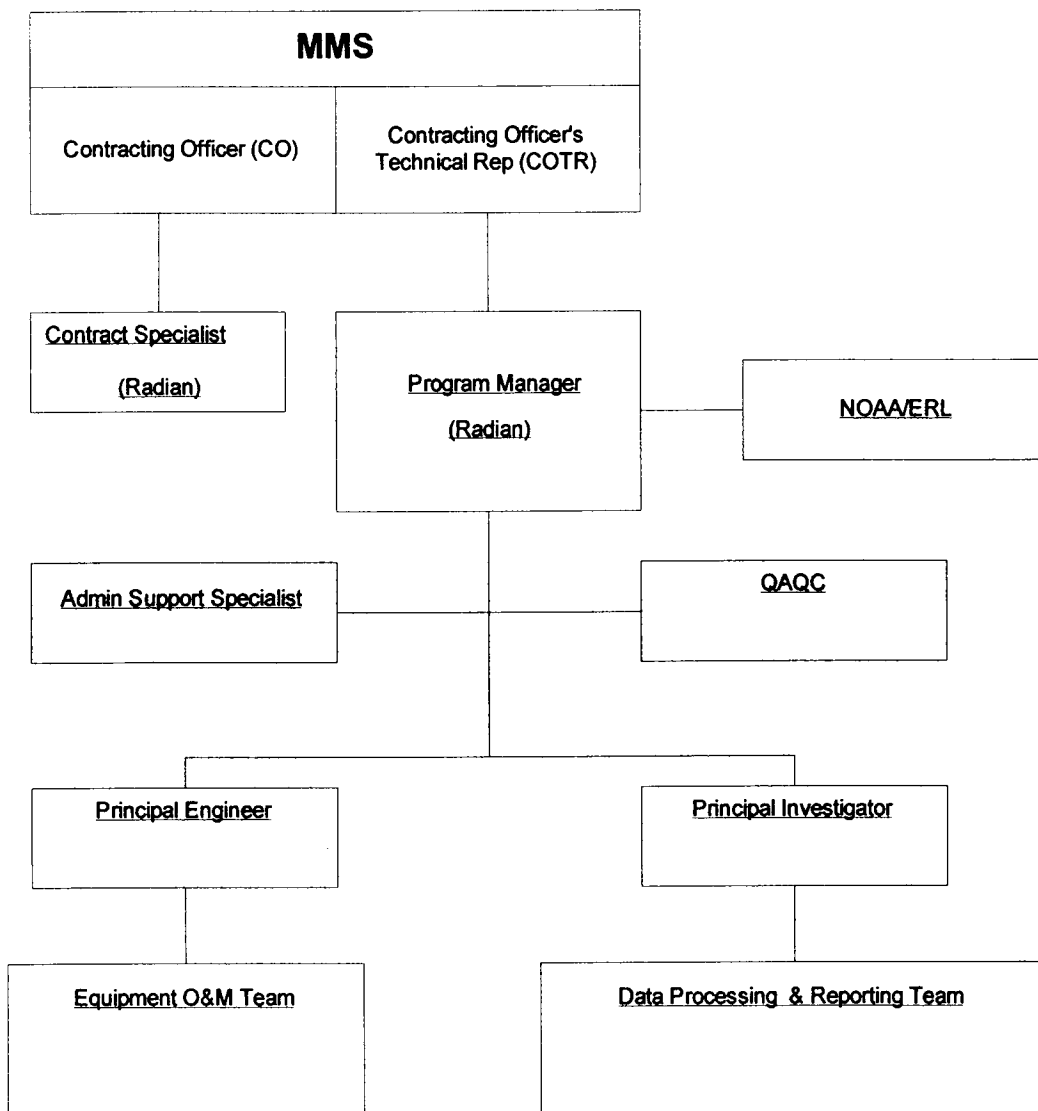 MMS
Contracting Officer (CO)
Contracting Officer's
Technical Rep (COTR)
Contract Specialist
(Radian)
Program Manager
(Radian)
NOAA/ERL
Admin Support Specialist
QAQC
Principal Engineer
Principal Investigator
Equipment O&M Team
Data Processing & Reporting Team